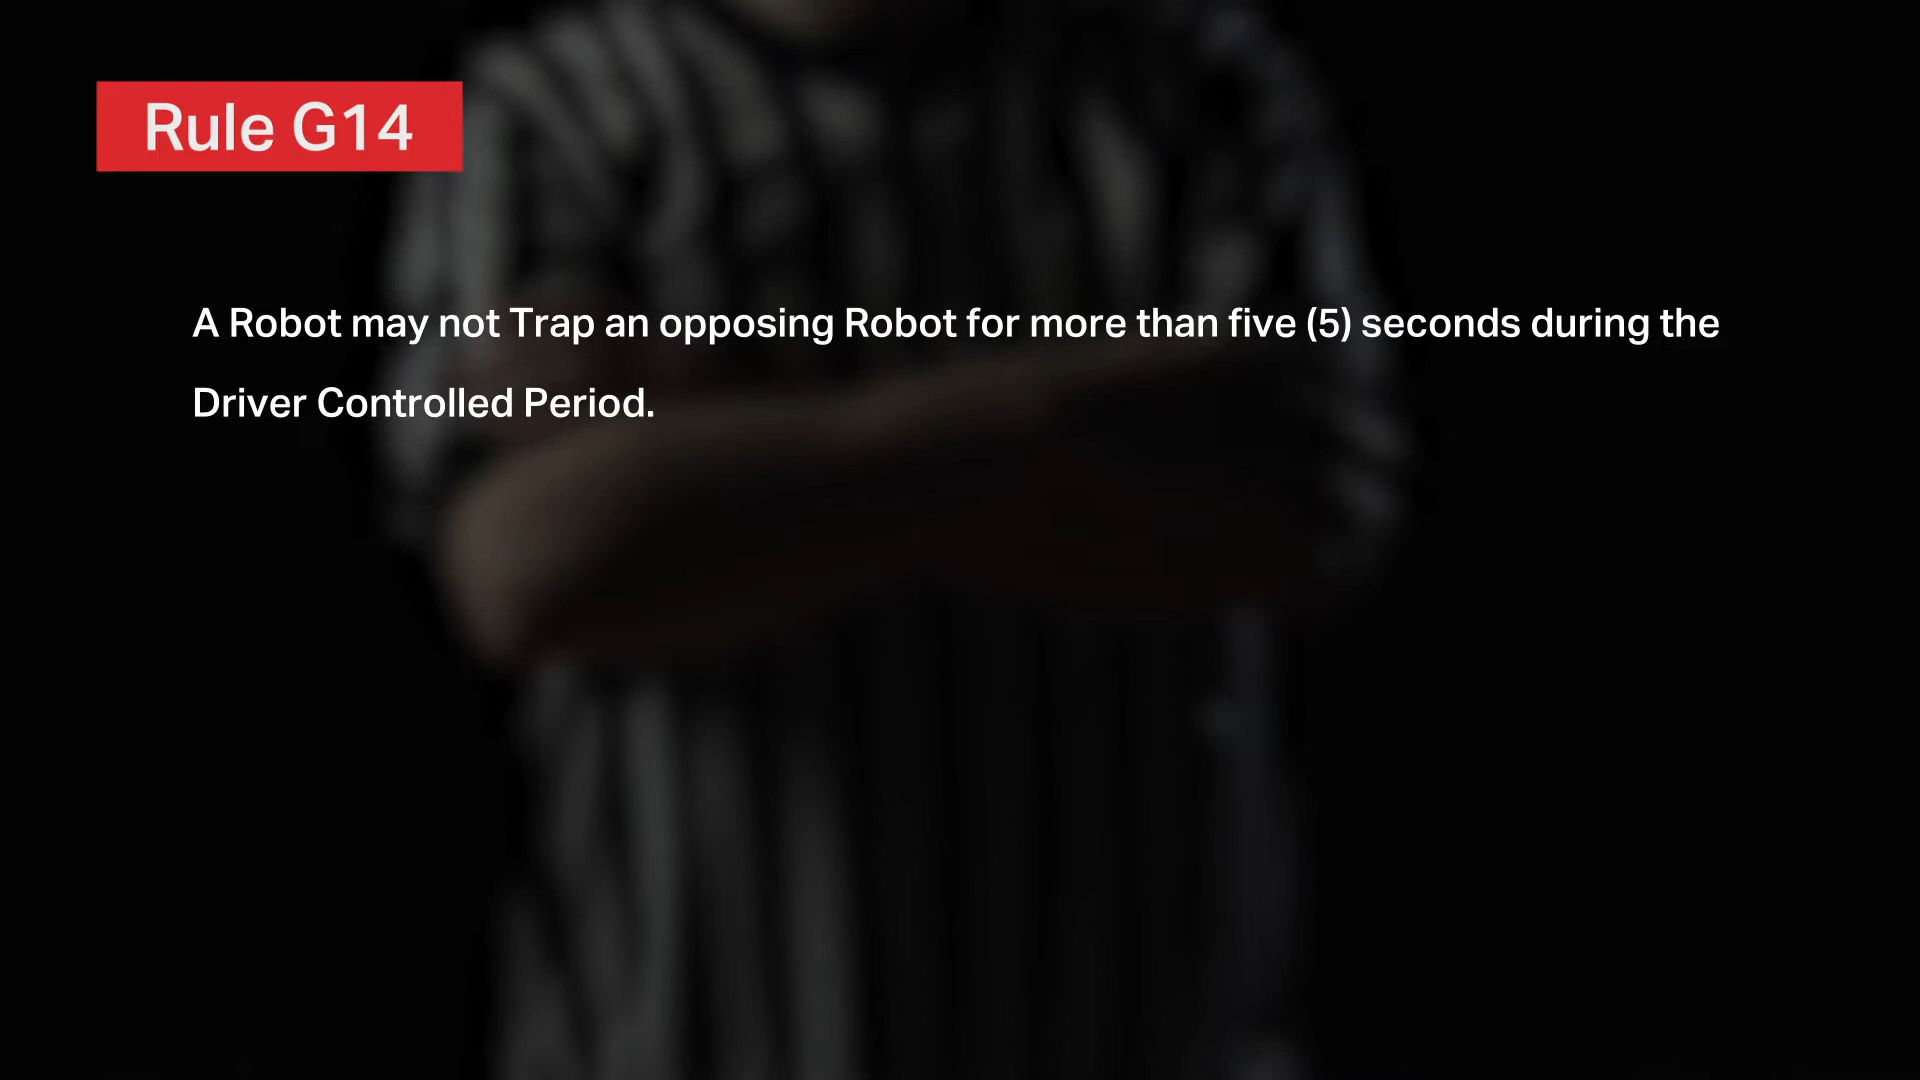 Rule G14
A Robot may not Trap an opposing Robot for more than five (5) seconds during the
Driver Controlled Period.